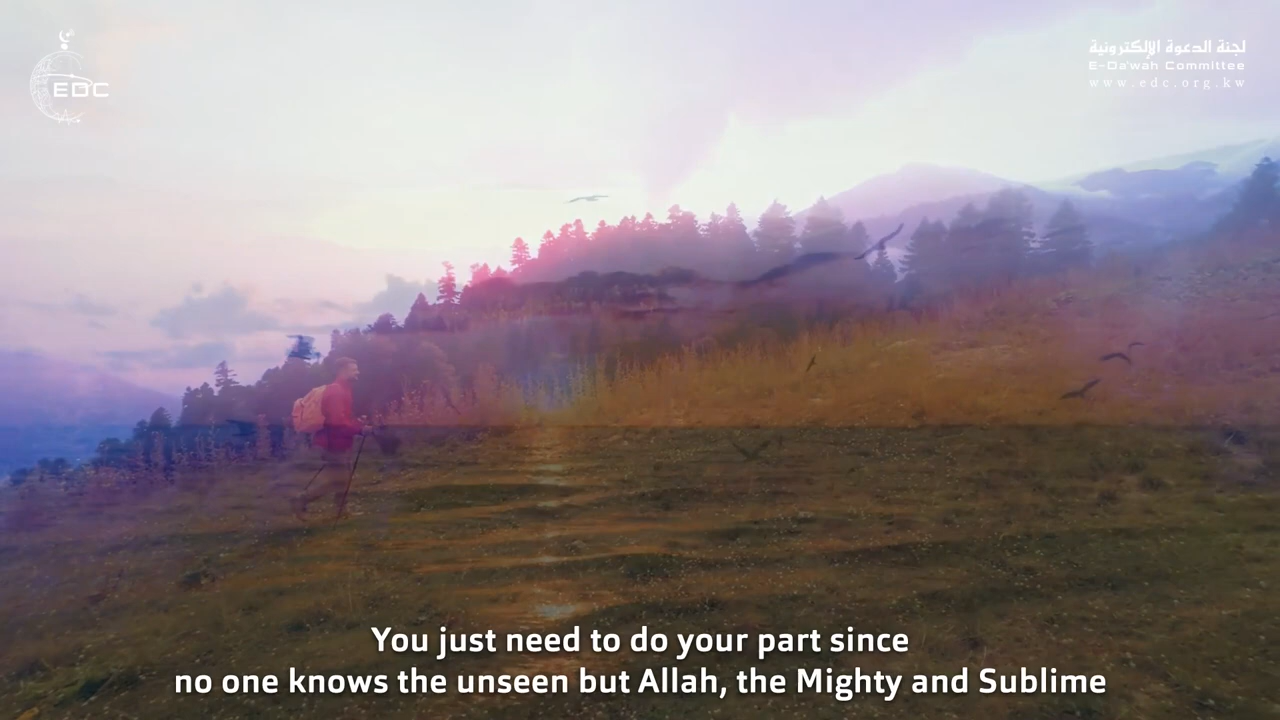 EDC
لجنة الدعوة الإلكترونية
E-Da'wah Committee
www.edc.org.kw
You just need to do your part since
no one knows the unseen but Allah, the Mighty and Sublime